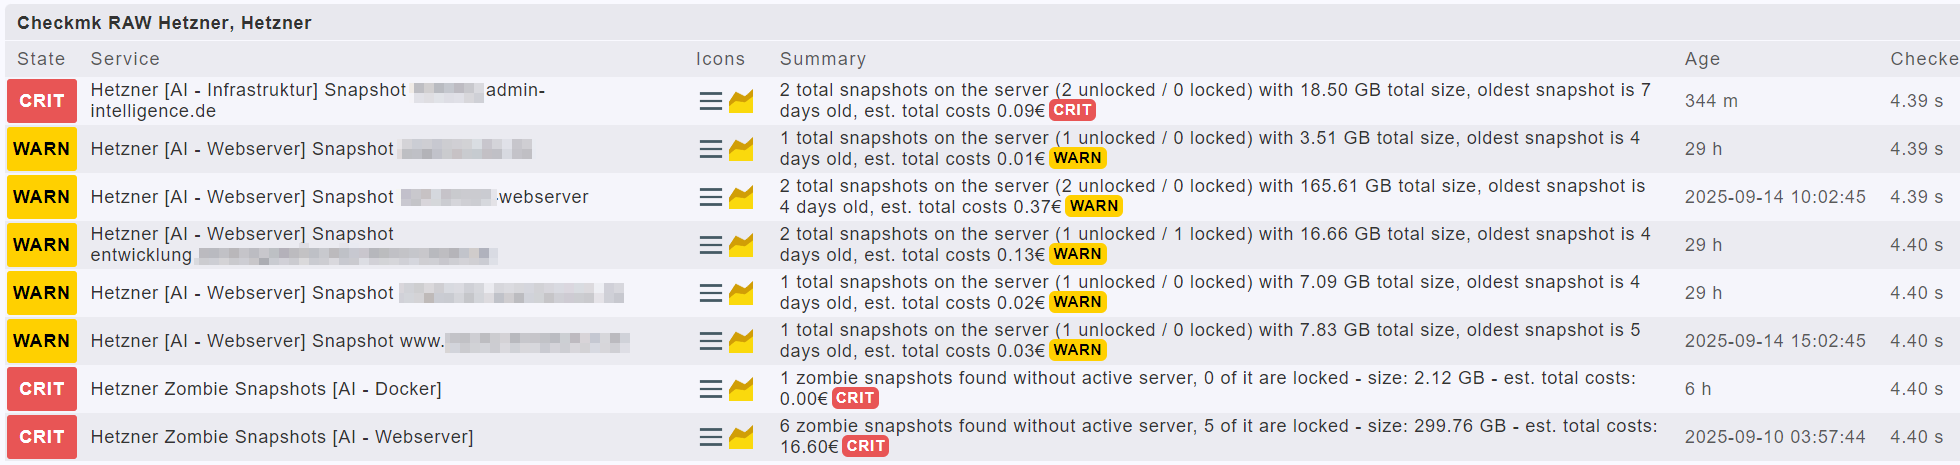 Checkmk RAW Hetzner, Hetzner
State Service Icons Summary Age Checke
CRIT Hetzner [AI - Infrastruktur] Snapshot admin-
intelligence.de
2 total snapshots on the server (2 unlocked / 0 locked) with 18.50 GB total size, oldest snapshot is 7
days old, est. total costs 0.09€ CRIT
344 m 4.39 s
WARN Hetzner [AI - Webserver] Snapshot
1 total snapshots on the server (1 unlocked / 0 locked) with 3.51 GB total size, oldest snapshot is 4
days old, est. total costs 0.01€ WARN
29 h 4.39 s
WARN Hetzner [AI - Webserver] Snapshot -webserver
2 total snapshots on the server (2 unlocked / 0 locked) with 165.61 GB total size, oldest snapshot is
4 days old, est. total costs 0.37€ WARN
2025-09-14 10:02:45 4.39 s
WARN Hetzner [AI - Webserver] Snapshot
entwicklung.
2 total snapshots on the server (1 unlocked / 1 locked) with 16.66 GB total size, oldest snapshot is 4
days old, est. total costs 0.13€ WARN
29 h 4.40 s
WARN Hetzner [AI - Webserver] Snapshot
1 total snapshots on the server (1 unlocked / 0 locked) with 7.09 GB total size, oldest snapshot is 4
days old, est. total costs 0.02€ WARN
29 h 4.40 s
WARN Hetzner [AI - Webserver] Snapshot www.
1 total snapshots on the server (1 unlocked / 0 locked) with 7.83 GB total size, oldest snapshot is 5
days old, est. total costs 0.03€ WARN
2025-09-14 15:02:45 4.40 s
CRIT Hetzner Zombie Snapshots [AI - Docker]
1 zombie snapshots found without active server, 0 of it are locked - size: 2.12 GB - est. total costs:
0.00€ CRIT
6 h 4.40 s
CRIT Hetzner Zombie Snapshots [AI - Webserver]
6 zombie snapshots found without active server, 5 of it are locked - size: 299.76 GB - est. total costs:
16.60€ CRIT
2025-09-10 03:57:44 4.40 s